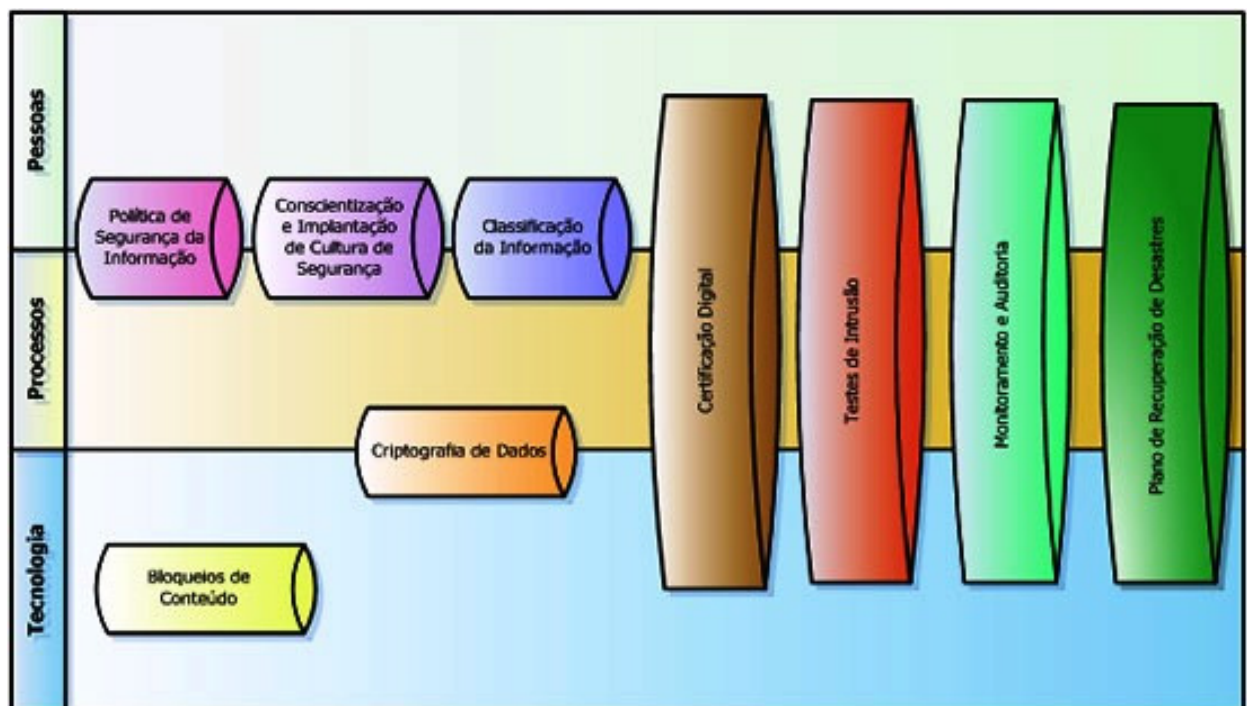 Pessoas
Política de
Segurança da
Informação
Conscientização
e Implantação
de Cultura de
Segurança
Classificação
da Informação
Processos
Criptografia de Dados
Tecnologia
Bloqueios de
Conteúdo
Certificação Digital
Testes de Intrusão
Monitoramento e Auditoria
Plano de Recuperação de Desastres